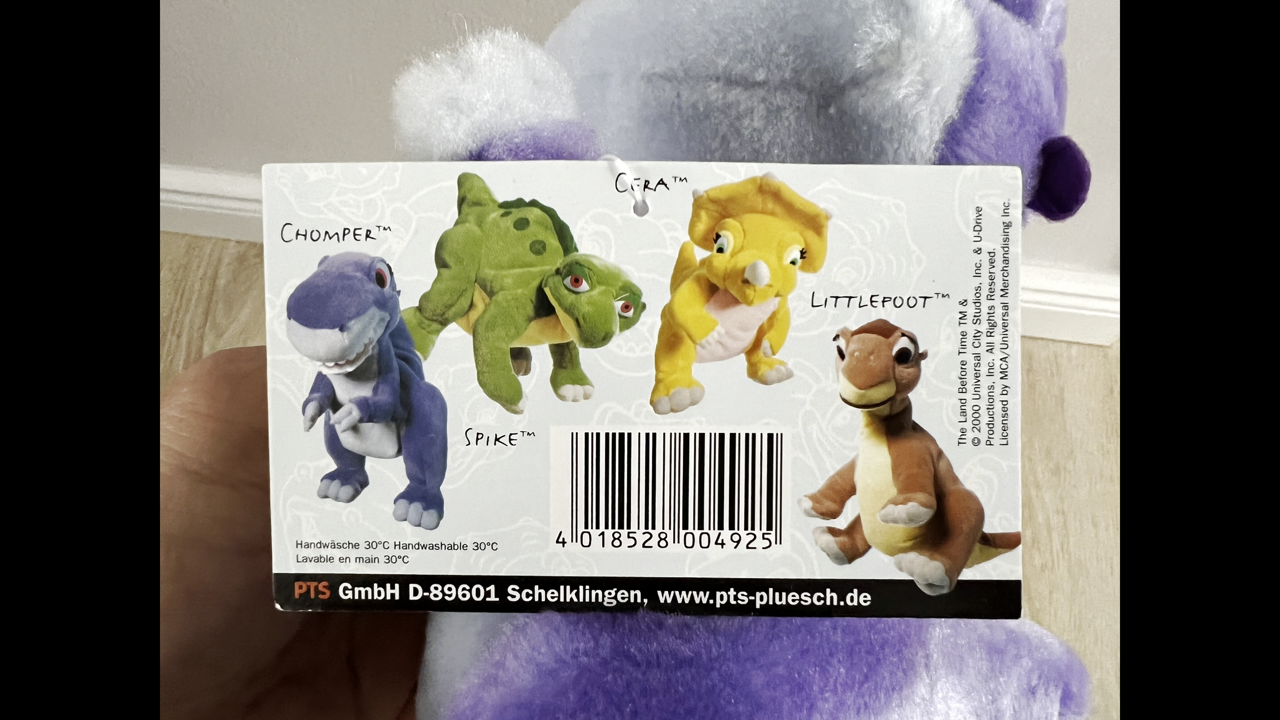 CERA™
CHOMPER™
LITTLEFOOT™
SPIKE™
The Land Before Time TM &
© 2000 Universal City Studios, Inc. & U-Drive
Productions, Inc. All Rights Reserved.
Licensed by MCA/Universal Merchandising Inc.
4 018528 004925
Handwäsche 30°C Handwashable 30°C
Lavable en main 30°C
PTS GmbH D-89601 Schelklingen, www.pts-pluesch.de